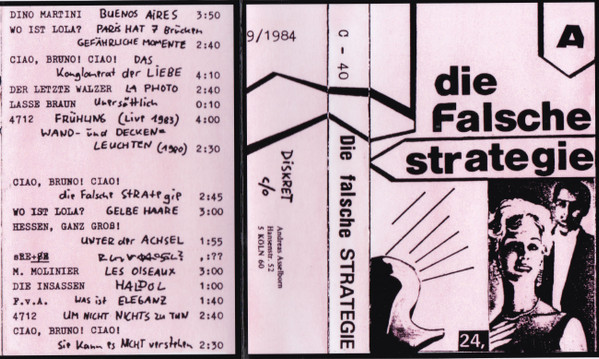 DINO MARTINI BUENOS AIRES 3:50
WO IST LOLA? PARIS HAT 7 Brücken
GEFÄHRLICHE MOMENTE 2:40
CIAO, BRUNO! CIAO! DAS
Konglomerat der LIEBE 4:10
DER LETZTE WALZER LA PHOTO 2:40
LASSE BRAUN Unersättlich 0:10
4712 FRÜHLING (Live 1983) 4:00
WAND- und DECKEN=
LEUCHTEN (1980) 2:30
CIAO, BRUNO! CIAO!
die Falsche STRATegie 2:45
WO IST LOLA? GELBE HAARE 3:00
HESSEN, GANZ GROß!
UNTER der ACHSEL 1:55
,:??
M. MOLINIER LES OISEAUX 3:00
DIE INSASSEN HALDOL 1:00
P.v.A. WAS ist ELEGANZ 1:40
4712 UM NICHT NICHTS zu TUN 2:40
CIAO, BRUNO! CIAO!
Sie kann es NICHT verstehen 2:30
9/1984
DISKRET
c/o
Andreas Asselborn
Hansenstr. 52
5 KÖLN 60
C - 40
Die falsche STRATEGIE
A
die
Falsche
strategie
24,